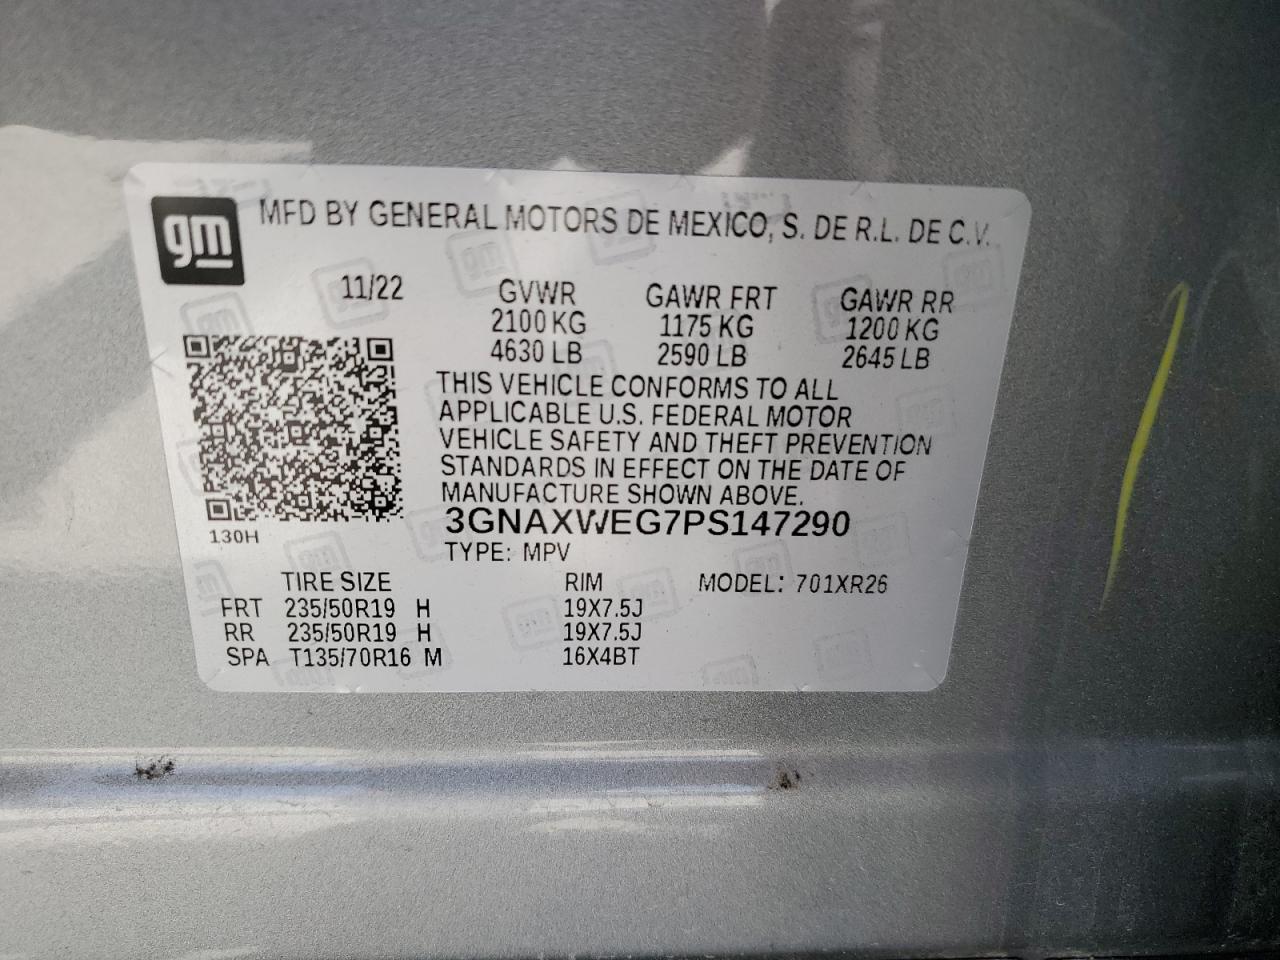 gm
MFD BY GENERAL MOTORS DE MEXICO, S. DE R.L. DE C.V.
11/22 GVWR GAWR FRT GAWR RR
2100 KG 1175 KG 1200 KG
4630 LB 2590 LB 2645 LB
THIS VEHICLE CONFORMS TO ALL
APPLICABLE U.S. FEDERAL MOTOR
VEHICLE SAFETY AND THEFT PREVENTION
STANDARDS IN EFFECT ON THE DATE OF
MANUFACTURE SHOWN ABOVE.
3GNAXWEG7PS147290
130H
TYPE: MPV
TIRE SIZE RIM MODEL: 701XR26
FRT 235/50R19 H 19X7.5J
RR 235/50R19 H 19X7.5J
SPA T135/70R16 M 16X4BT